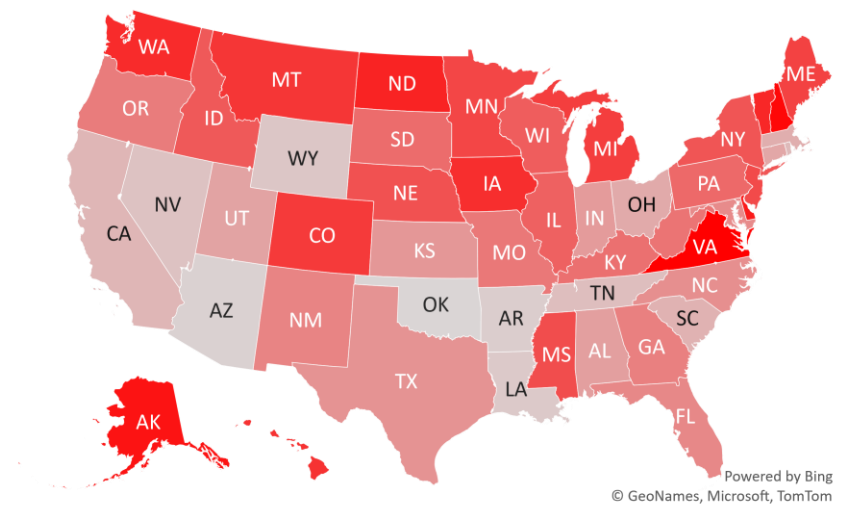 WA
MT
ND
MN
ME
OR
ID
SD
WI
MI
NY
WY
NE
IA
PA
NV
UT
CO
IL
IN
OH
CA
KS
MO
KY
VA
AZ
NM
OK
AR
TN
NC
SC
TX
LA
MS
AL
GA
FL
AK
Powered by Bing
© GeoNames, Microsoft, TomTom